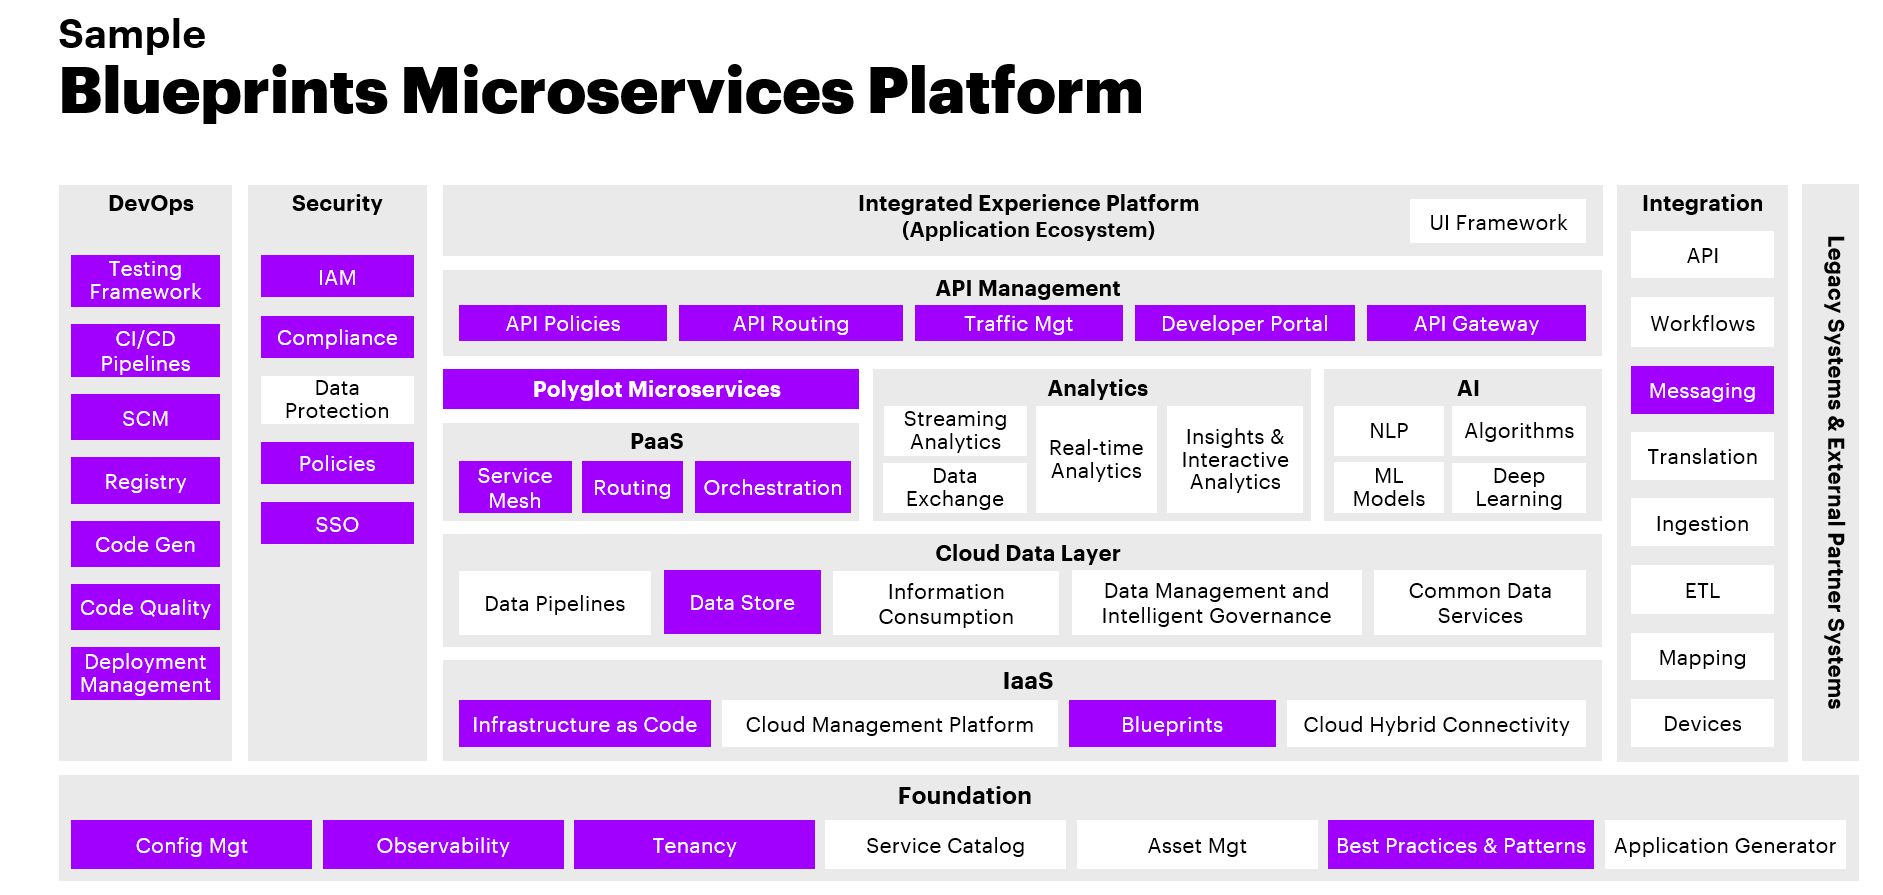 Sample
Blueprints Microservices Platform
DevOps
Testing
Framework
CI/CD
Pipelines
SCM
Registry
Code Gen
Code Quality
Deployment
Management
Security
IAM
Compliance
Data
Protection
Policies
SSO
Integrated Experience Platform
(Application Ecosystem)
UI Framework
API Management
API Policies
API Routing
Traffic Mgt
Developer Portal
API Gateway
Polyglot Microservices
PaaS
Service
Mesh
Routing
Orchestration
Analytics
Streaming
Analytics
Data
Exchange
Real-time
Analytics
Insights &
Interactive
Analytics
AI
NLP
Algorithms
ML
Models
Deep
Learning
Cloud Data Layer
Data Pipelines
Data Store
Information
Consumption
Data Management and
Intelligent Governance
Common Data
Services
IaaS
Infrastructure as Code
Cloud Management Platform
Blueprints
Cloud Hybrid Connectivity
Integration
API
Workflows
Messaging
Translation
Ingestion
ETL
Mapping
Devices
Legacy Systems & External Partner Systems
Foundation
Config Mgt
Observability
Tenancy
Service Catalog
Asset Mgt
Best Practices & Patterns
Application Generator